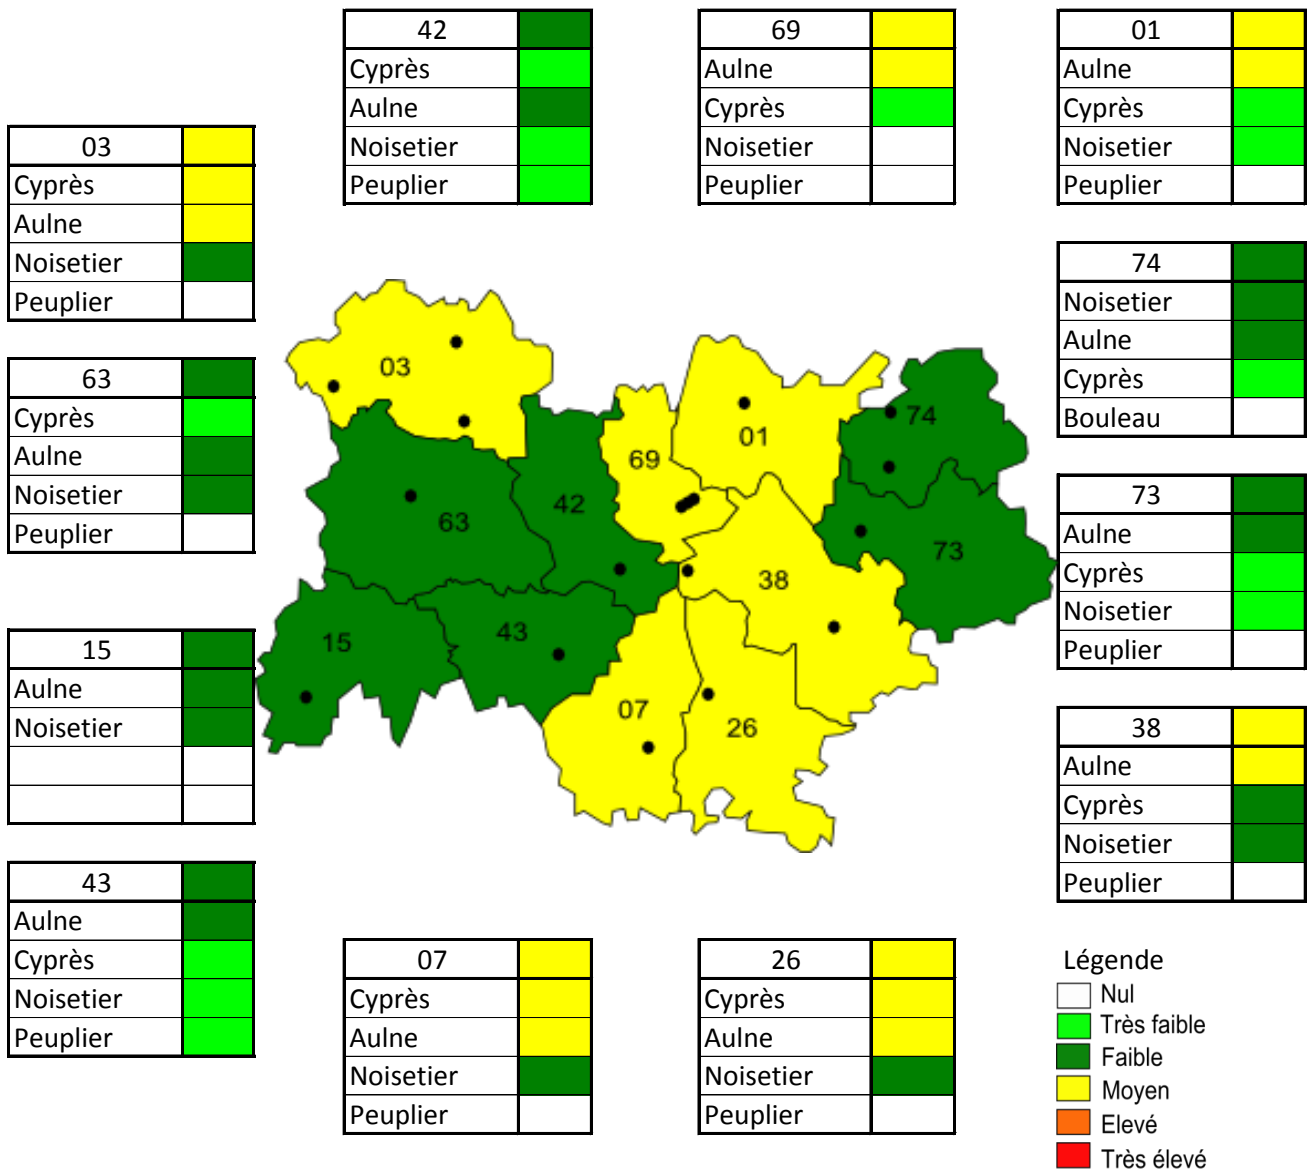 42
Cyprès
Aulne
Noisetier
Peuplier
69
Aulne
Cyprès
Noisetier
Peuplier
01
Aulne
Cyprès
Noisetier
Peuplier
03
Cyprès
Aulne
Noisetier
Peuplier
74
Noisetier
Aulne
Cyprès
Bouleau
63
Cyprès
Aulne
Noisetier
Peuplier
73
Aulne
Cyprès
Noisetier
Peuplier
15
Aulne
Noisetier
38
Aulne
Cyprès
Noisetier
Peuplier
43
Aulne
Cyprès
Noisetier
Peuplier
07
Cyprès
Aulne
Noisetier
Peuplier
26
Cyprès
Aulne
Noisetier
Peuplier
03
01
74
69
42
63
73
38
15
43
07
26
Légende
Nul
Très faible
Faible
Moyen
Elevé
Très élevé